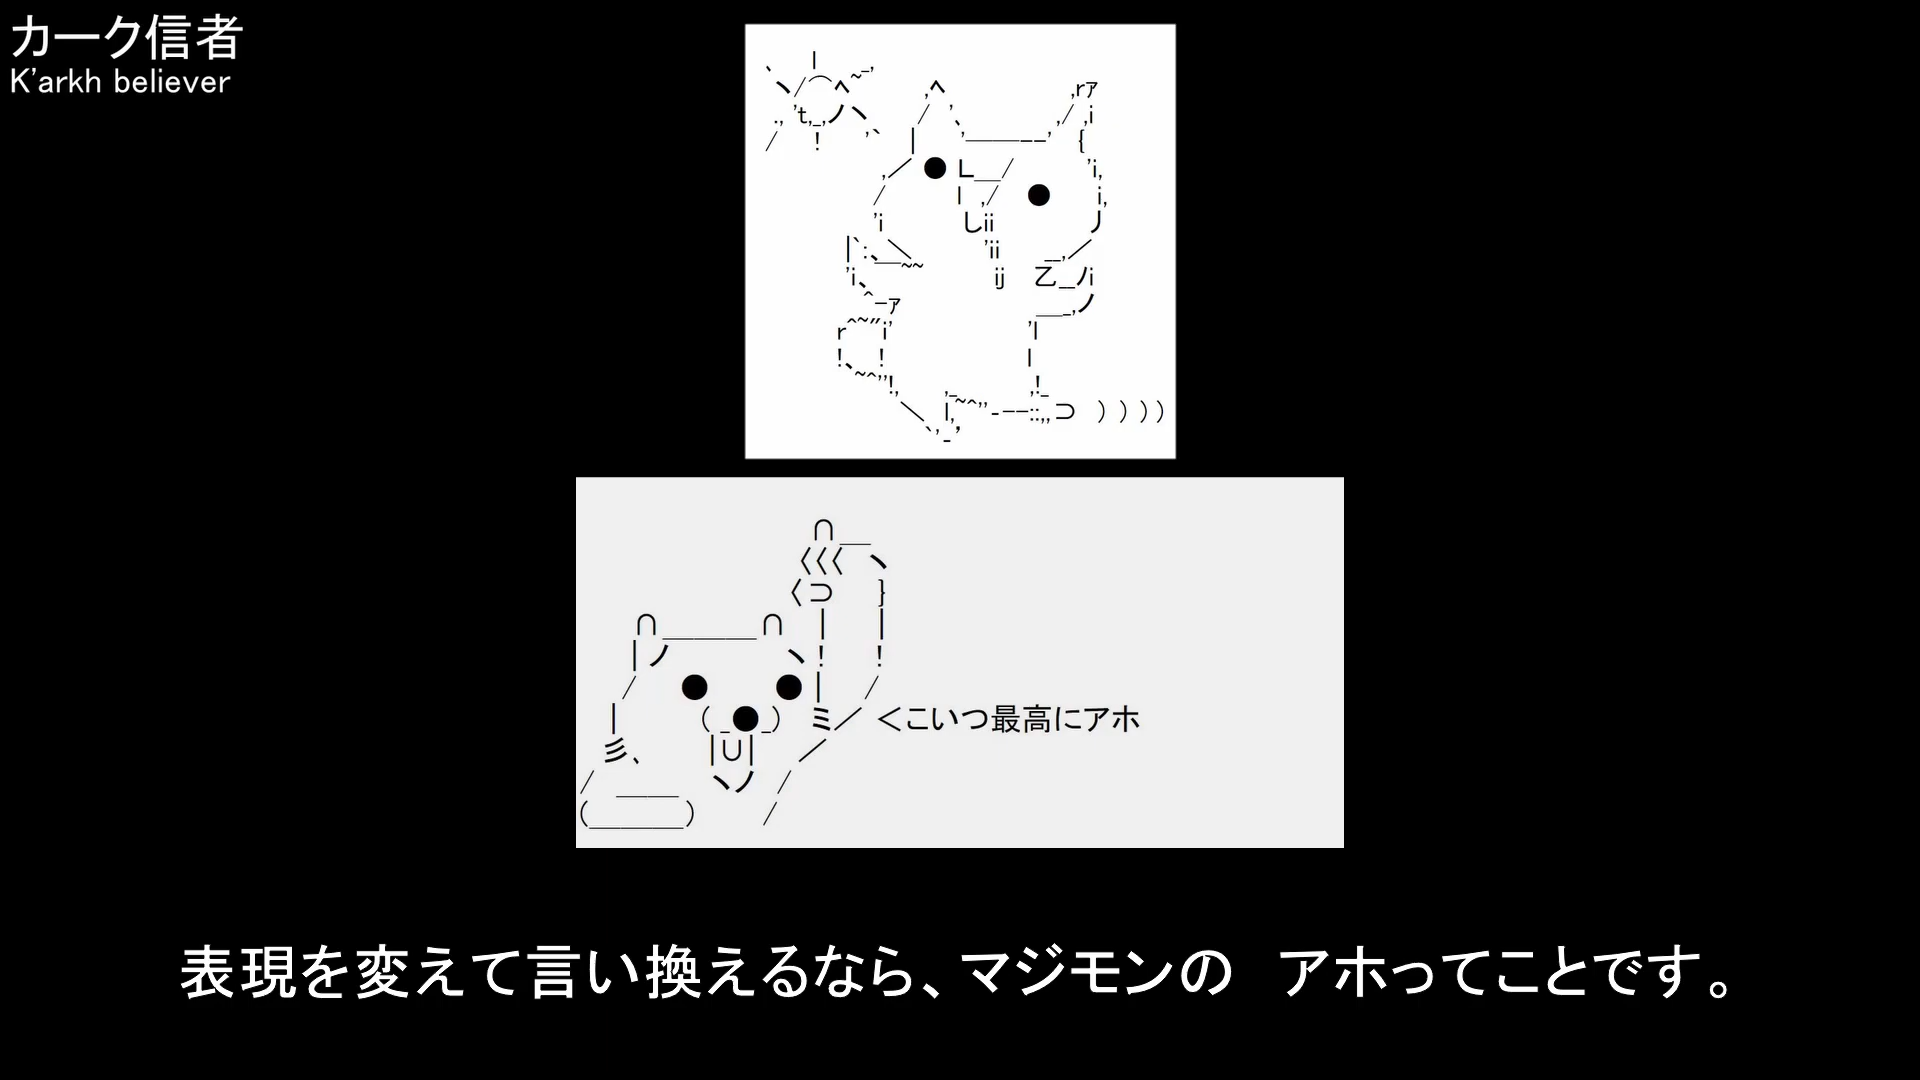 カーク信者
K'arkh believer
<こいつ最高にアホ
表現を変えて言い換えるなら、マジモンの　アホってことです。